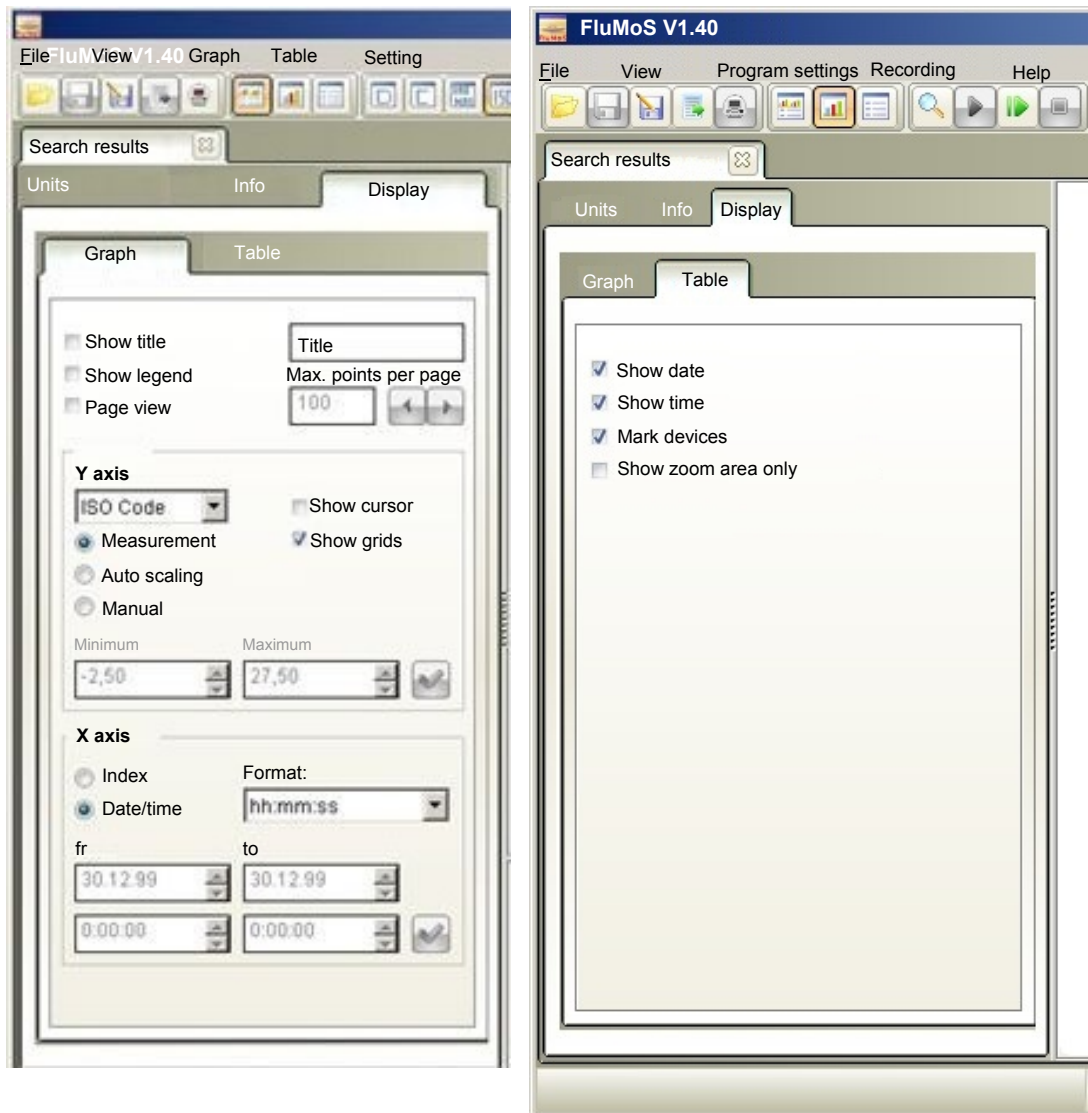 FluMoS V1.40
File View Graph Table Setting
Search results
Units Info Display
Graph Table
Show title Title
Show legend Max. points per page
Page view 100
Y axis
ISO Code Show cursor
Measurement Show grids
Auto scaling
Manual
Minimum Maximum
-2,50 27,50
X axis
Index Format:
Date/time hh:mm:ss
fr to
30.12.99 30.12.99
0:00:00 0:00:00
FluMoS V1.40
File View Program settings Recording Help
Search results
Units Info Display
Graph Table
Show date
Show time
Mark devices
Show zoom area only